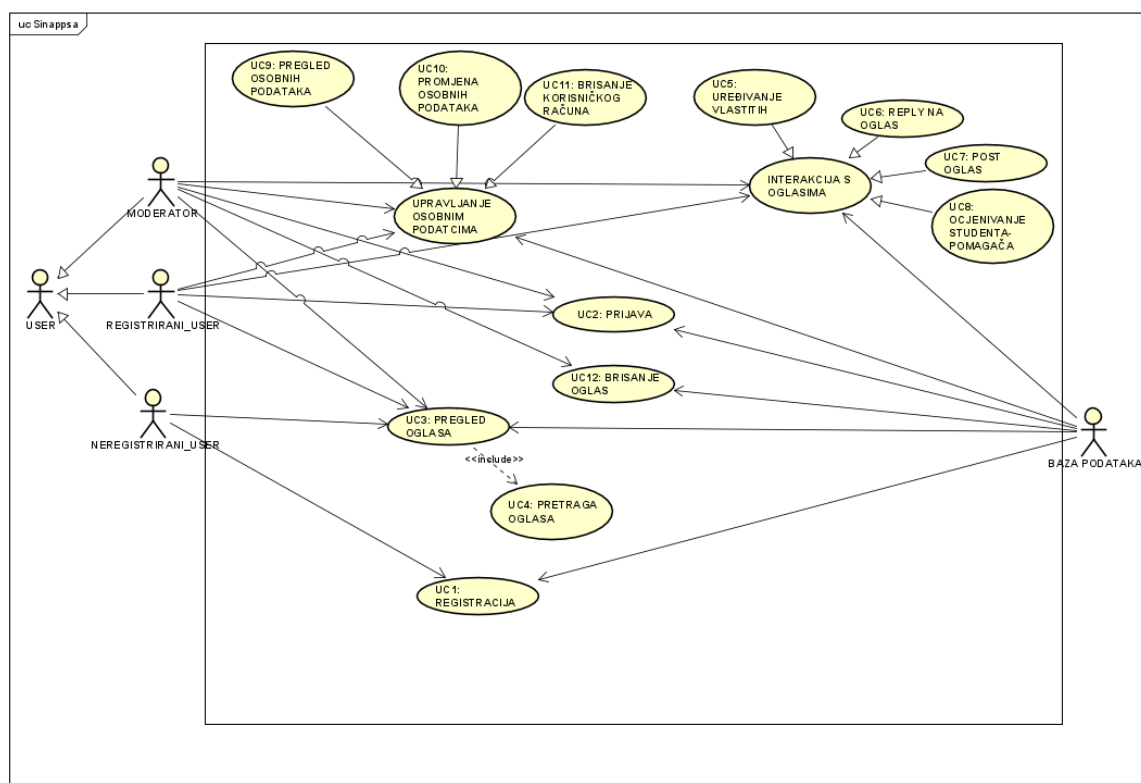 uc Sinappsa
UC9: PREGLED
OSOBNIH
PODATAKA
UC10:
PROMJENA
OSOBNIH
PODATAKA
UC11: BRISANJE
KORISNIČKOG
RAČUNA
UC5:
UREĐIVANJE
VLASTITIH
UC6: REPLY NA
OGLAS
UC7: POST
OGLAS
UC8:
OCJENIVANJE
STUDENTA-
POMAGAČA
INTERAKCIJA S
OGLASIMA
UPRAVLJANJE
OSOBNIM
PODATCIMA
MODERATOR
USER
REGISTRIRANI_USER
UC2: PRIJAVA
UC12: BRISANJE
OGLAS
NEREGISTRIRANI_USER
UC3: PREGLED
OGLASA
<<include>>
UC4: PRETRAGA
OGLASA
BAZA PODATAKA
UC1:
REGISTRACIJA